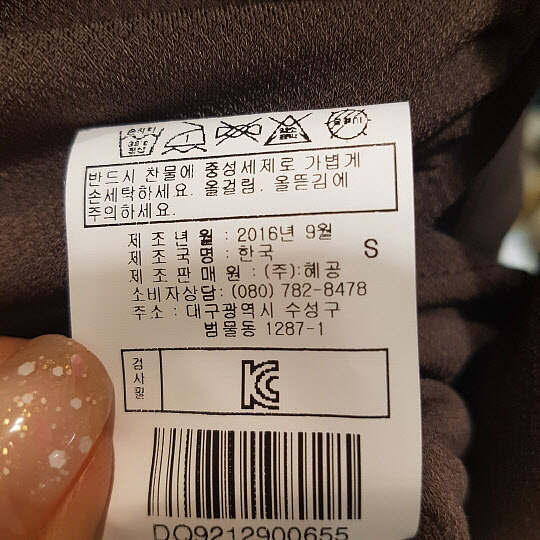 30℃
중성
1
반드시 찬물에 중성세제로 가볍게
손세탁하세요. 올걸림, 올뜯김에
주의하세요.
제 조 년 월 : 2016년 9월
제 조 국 명 : 한국 S
제 조 판 매 원 : (주):혜공
소비자상담: (080) 782-8478
주소 : 대구광역시 수성구
범물동 1287-1
검사필
KC
DQ9212900655